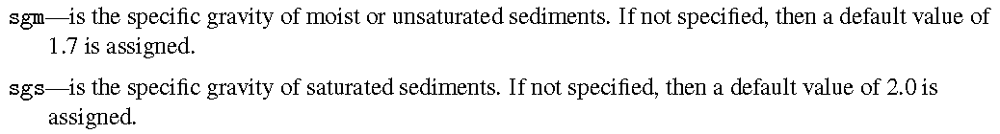 sgm—is the specific gravity of moist or unsaturated sediments. If not specified, then a default value of
1.7 is assigned.
sgs—is the specific gravity of saturated sediments. If not specified, then a default value of 2.0 is
assigned.